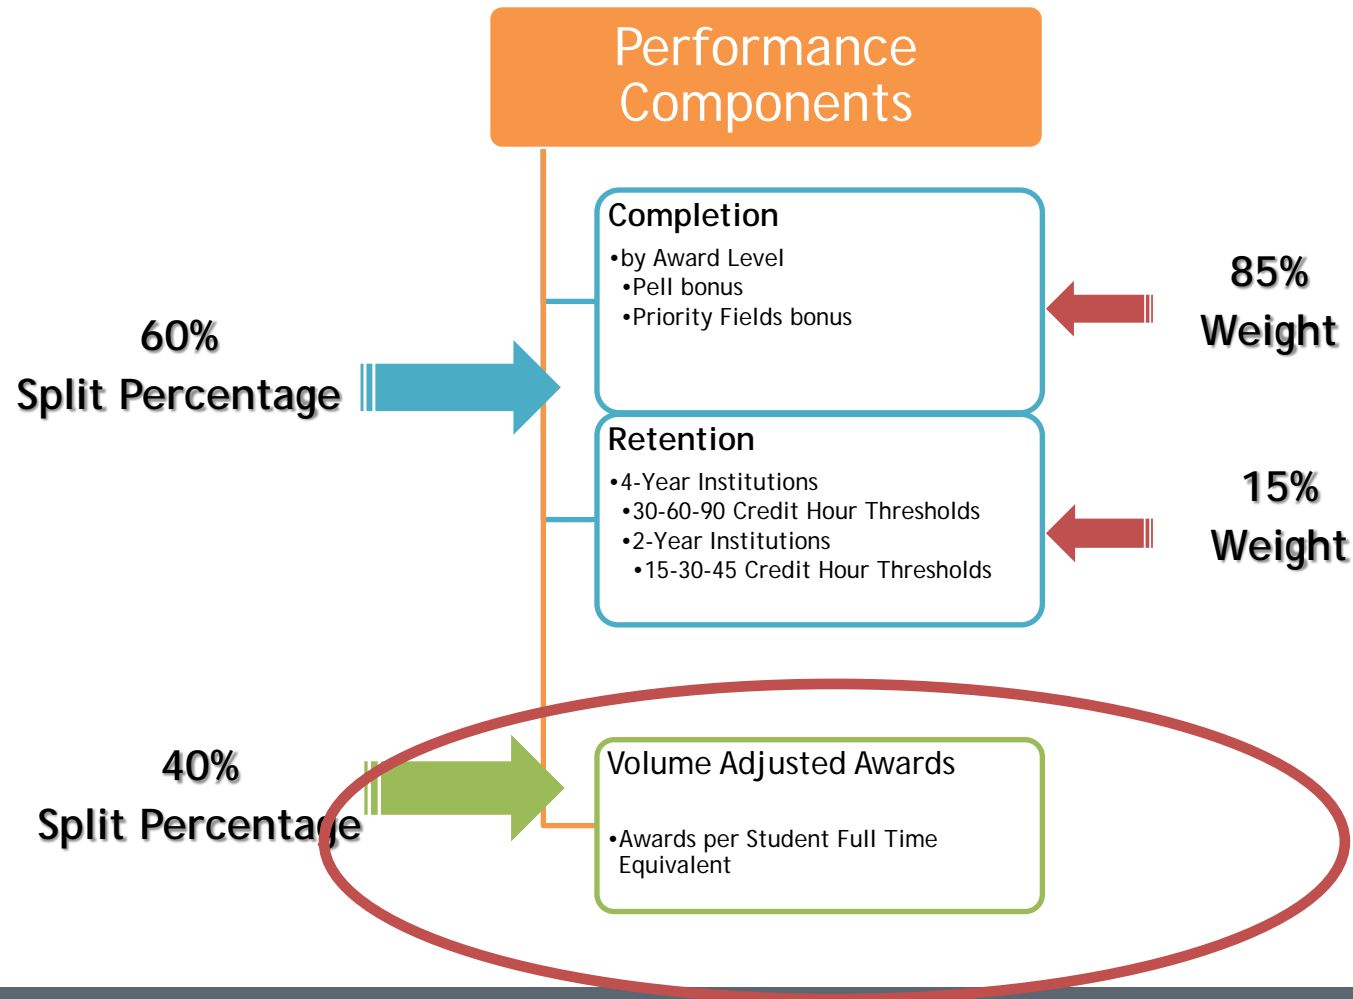 Performance
Components
Completion
•by Award Level
•Pell bonus
•Priority Fields bonus
85%
Weight
60%
Split Percentage
Retention
•4-Year Institutions
•30-60-90 Credit Hour Thresholds
•2-Year Institutions
•15-30-45 Credit Hour Thresholds
15%
Weight
40%
Split Percentage
Volume Adjusted Awards
•Awards per Student Full Time
Equivalent